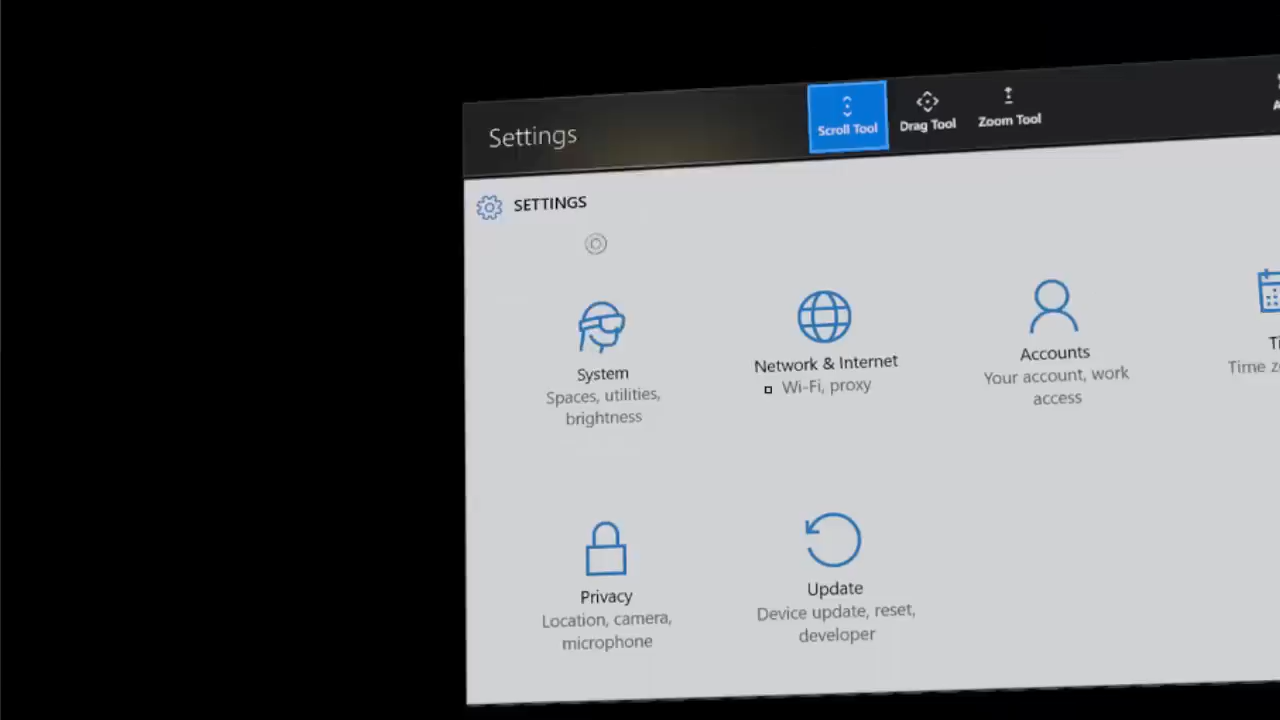 Settings
Scroll Tool
Drag Tool
Zoom Tool
SETTINGS
System
Spaces, utilities,
brightness
Network & Internet
Wi-Fi, proxy
Accounts
Your account, work
access
Time
Privacy
Location, camera,
microphone
Update
Device update, reset,
developer